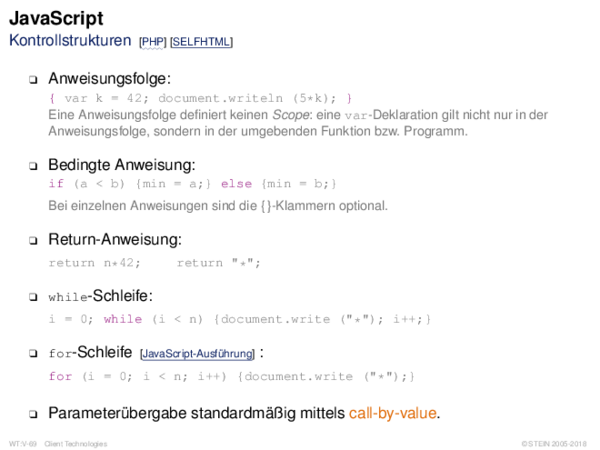 JavaScript
Kontrollstrukturen [PHP] [SELFHTML]
❑ Anweisungsfolge:
{ var k = 42; document.writeln (5*k); }
Eine Anweisungsfolge definiert keinen Scope: eine var-Deklaration gilt nicht nur in der
Anweisungsfolge, sondern in der umgebenden Funktion bzw. Programm.
❑ Bedingte Anweisung:
if (a < b) {min = a;} else {min = b;}
Bei einzelnen Anweisungen sind die {}-Klammern optional.
❑ Return-Anweisung:
return n*42; return "*";
❑ while-Schleife:
i = 0; while (i < n) {document.write ("*"); i++;}
❑ for-Schleife [JavaScript-Ausführung] :
for (i = 0; i < n; i++) {document.write ("*");}
❑ Parameterübergabe standardmäßig mittels call-by-value.
WT:V-69 Client Technologies © STEIN 2005-2018